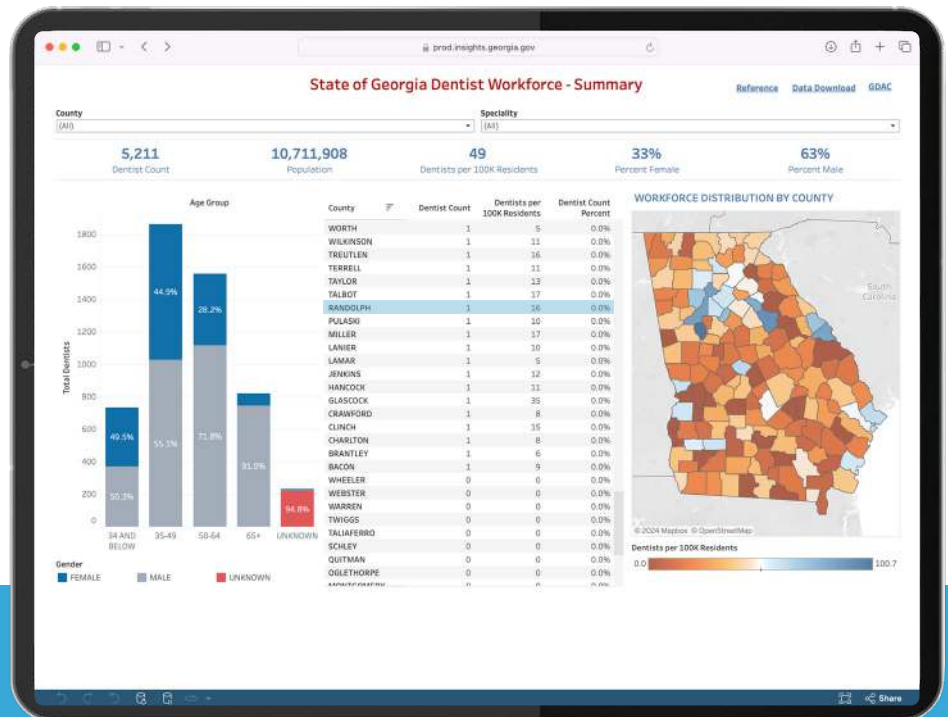 prod.insights.georgia.gov
State of Georgia Dentist Workforce - Summary
Reference Data Download GDAC
County
(All)
Speciality
(All)
5,211 10,711,908 49 33% 63%
Dentist Count Population Dentists per 100K Residents Percent Female Percent Male
Age Group
Total Dentists
1800
1600
1400
1200
1000
800
600
400
200
0
44.9%
28.2%
49.5%
55.1%
71.8%
91.0%
94.8%
34 AND BELOW 35-49 50-64 65+ UNKNOWN
Gender
FEMALE MALE UNKNOWN
County Dentist Count Dentists per 100K Residents Dentist Count Percent
WORTH 1 5 0.0%
WILKINSON 1 11 0.0%
TREUTLEN 1 16 0.0%
TERRELL 1 11 0.0%
TAYLOR 1 13 0.0%
TALBOT 1 17 0.0%
RANDOLPH 1 16 0.0%
PULASKI 1 10 0.0%
MILLER 1 17 0.0%
LANIER 1 10 0.0%
LAMAR 1 5 0.0%
JENKINS 1 12 0.0%
HANCOCK 1 11 0.0%
GLASCOCK 1 35 0.0%
CRAWFORD 1 8 0.0%
CLINCH 1 15 0.0%
CHARLTON 1 8 0.0%
BRANTLEY 1 6 0.0%
BACON 1 9 0.0%
WHEELER 0 0 0.0%
WEBSTER 0 0 0.0%
WARREN 0 0 0.0%
TWIGGS 0 0 0.0%
TALIAFERRO 0 0 0.0%
SCHLEY 0 0 0.0%
QUITMAN 0 0 0.0%
OGLETHORPE 0 0 0.0%
WORKFORCE DISTRIBUTION BY COUNTY
South
Carolina
© 2024 Mapbox © OpenStreetMap
Dentists per 100K Residents
0.0 100.7
Share